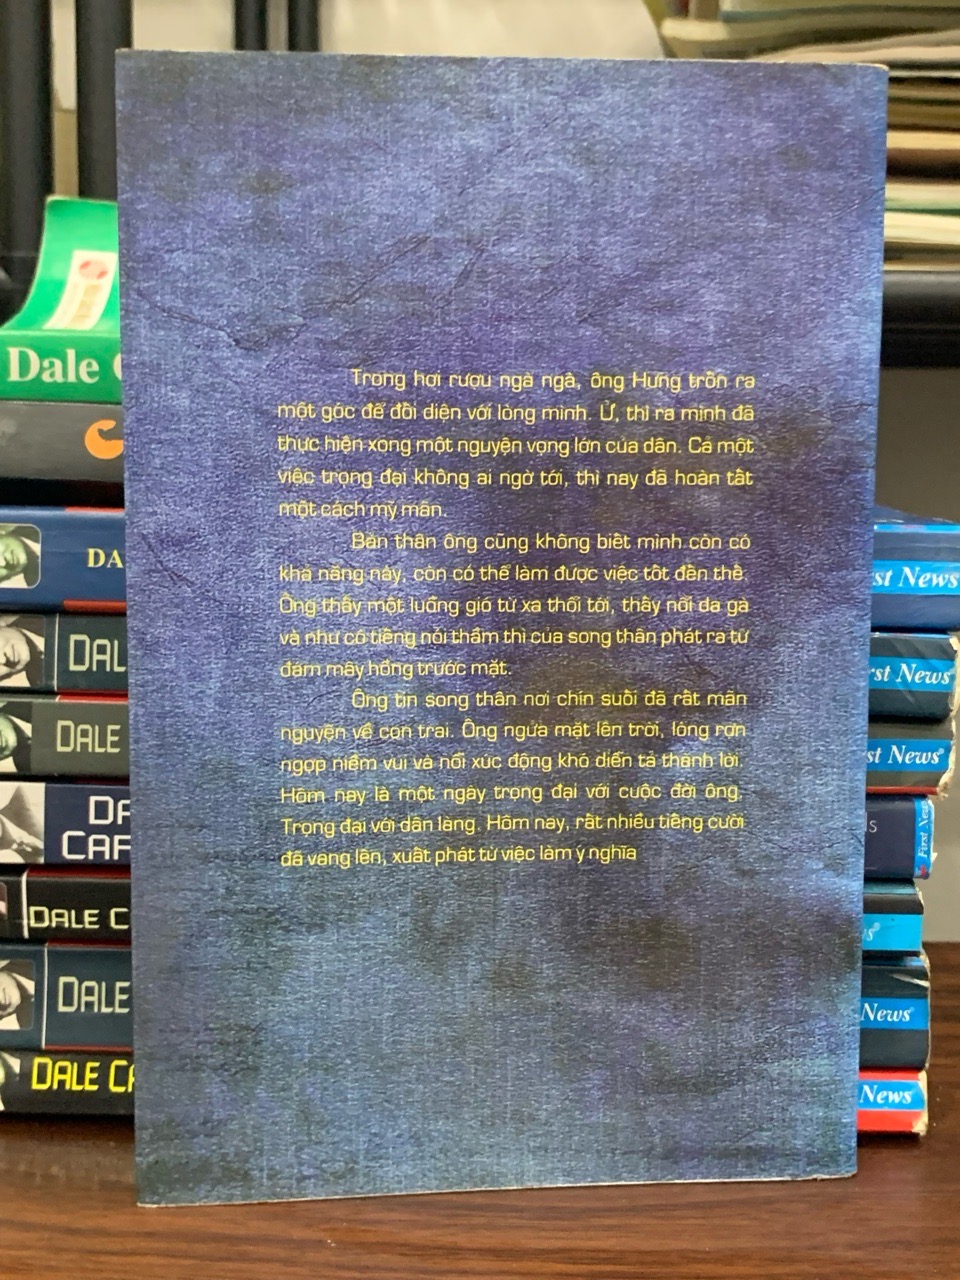 Trong hơi rượu ngà ngà, ông Hưng trốn ra
một góc để đối diện với lòng mình. Ừ, thì ra mình đã
thực hiện xong một nguyện vọng lớn của dân. Cả một
việc trọng đại không ai ngờ tới, thì nay đã hoàn tất
một cách mỹ mãn.
Bản thân ông cũng không biết mình còn có
khả năng này, còn có thể làm được việc tốt đến thế.
Ông thấy một luồng gió từ xa thổi tới, thấy nổi da gà
và như có tiếng nói thầm thì của song thân phát ra từ
đám mây hồng trước mặt.
Ông tin song thân nơi chín suối đã rất mãn
nguyện về con trai. Ông ngửa mặt lên trời, lóng rợn
ngợp niềm vui và nỗi xúc động khó diễn tả thành lời.
Hôm nay là một ngày trọng đại với cuộc đời ông.
Trọng đại với dân làng. Hôm nay, rất nhiều tiếng cười
đã vang lên, xuất phát từ việc làm ý nghĩa
Dale
DA
DAL
DALE
DA
CAR
DALE C
DALE
DALE CA
st News
rst News
st News
First News
News
News